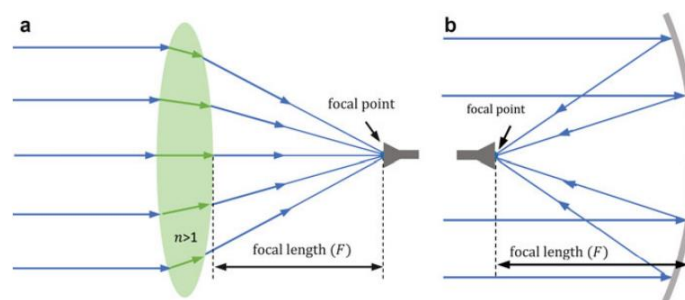 a
focal point
n>1
focal length (F)
b
focal point
focal length (F)